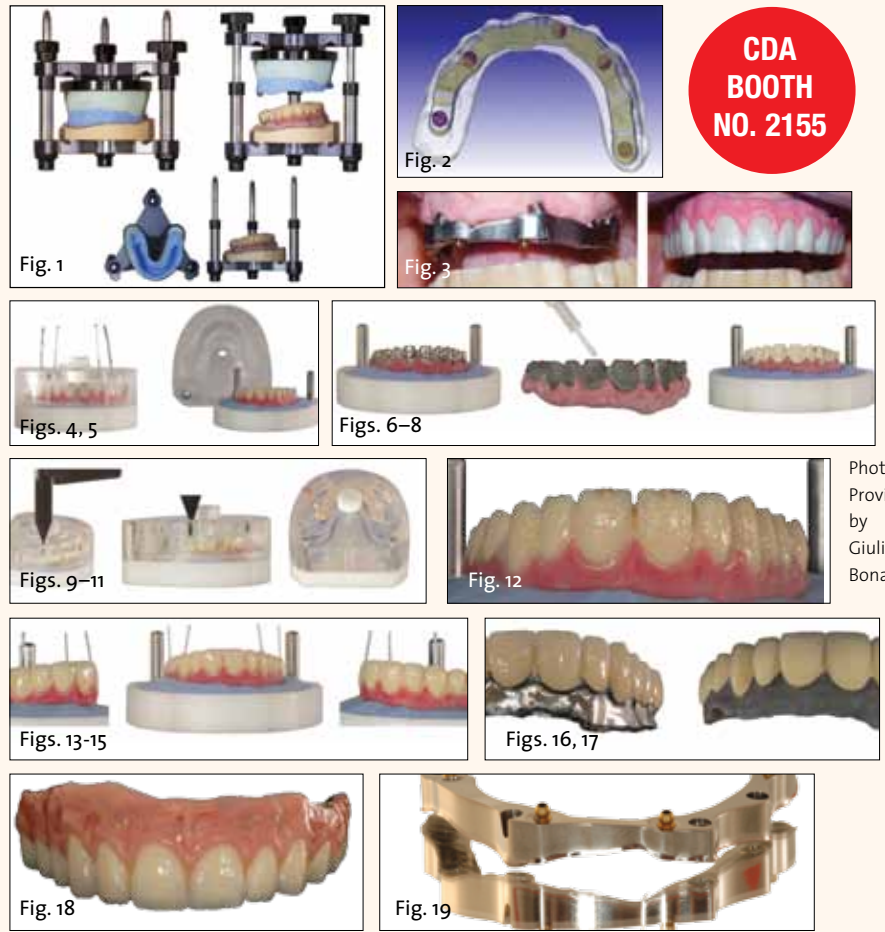 CDA
BOOTH
NO. 2155
Fig. 1
Fig. 2
Fig. 3
Figs. 4, 5
Figs. 6–8
Figs. 9–11
Fig. 12
Phot
Provi
by
Giuli
Bona
Figs. 13-15
Figs. 16, 17
Fig. 18
Fig. 19